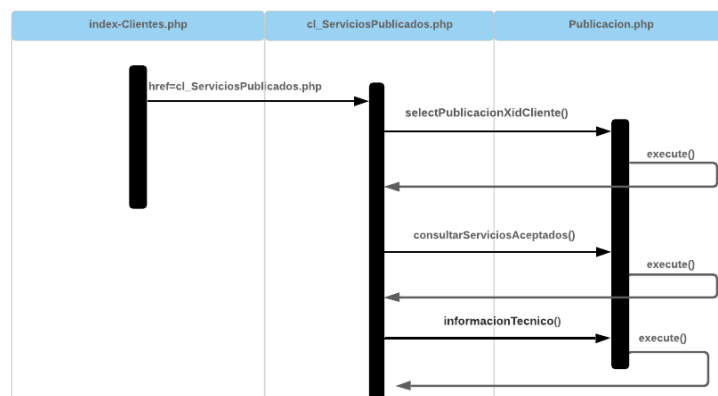 index-Clientes.php
cl_ServiciosPublicados.php
Publicacion.php
href=cl_ServiciosPublicados.php
selectPublicacionXidCliente()
execute()
consultarServiciosAceptados()
execute()
informacionTecnico()
execute()